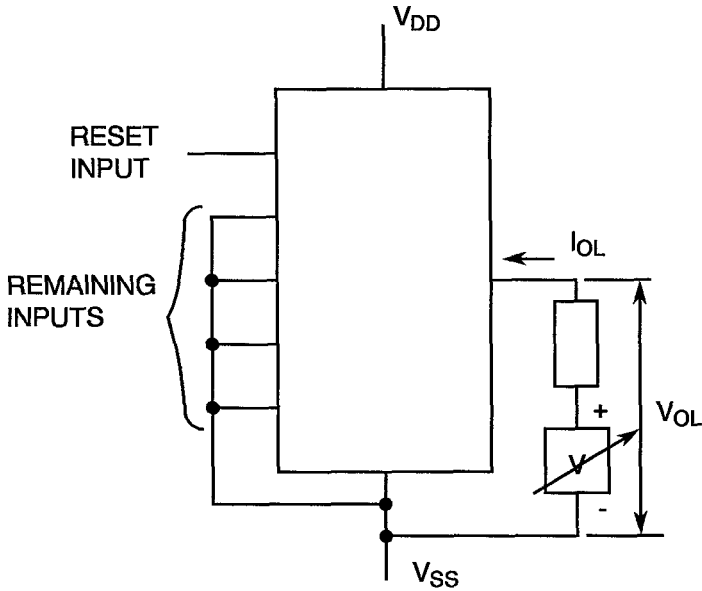 VDD
RESET
INPUT
IOL
REMAINING
INPUTS
+
VOL
V
-
VSS